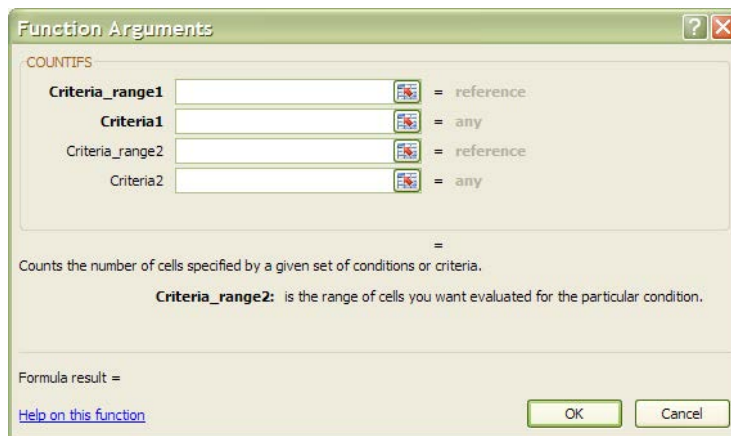 Function Arguments
COUNTIFS
Criteria_range1 = reference
Criteria1 = any
Criteria_range2 = reference
Criteria2 = any
=
Counts the number of cells specified by a given set of conditions or criteria.
Criteria_range2: is the range of cells you want evaluated for the particular condition.
Formula result =
Help on this function OK Cancel